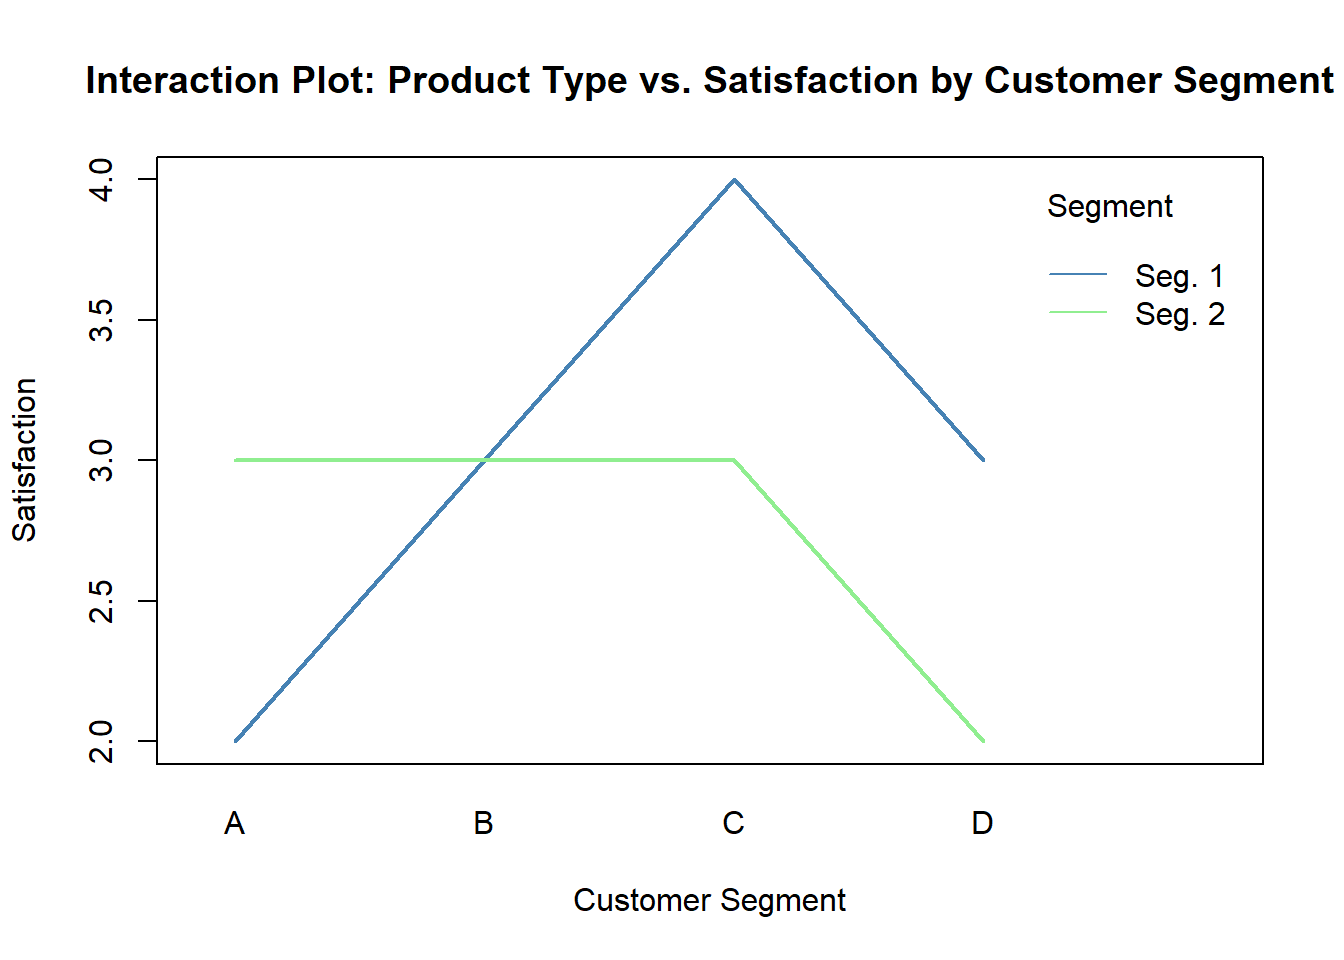 Interaction Plot: Product Type vs. Satisfaction by Customer Segment
4.0
3.5
3.0
2.5
2.0
Satisfaction
Segment
Seg. 1
Seg. 2
A B C D
Customer Segment